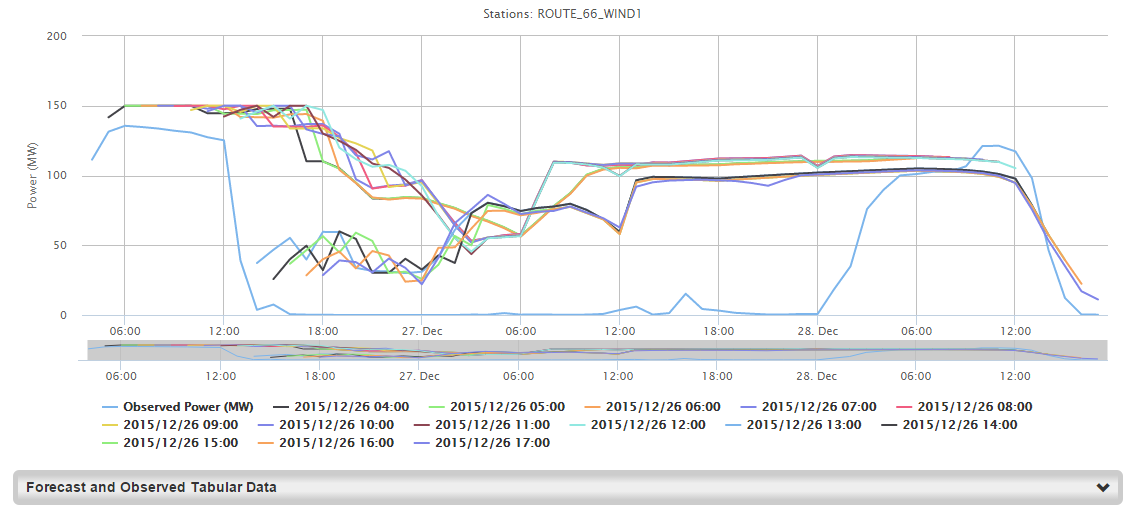 Stations: ROUTE_66_WIND1
200
150
100
50
0
Power (MW)
06:00 12:00 18:00 27. Dec 06:00 12:00 18:00 28. Dec 06:00 12:00
06:00 12:00 18:00 27. Dec 06:00 12:00 18:00 28. Dec 06:00 12:00
Observed Power (MW) 2015/12/26 04:00 2015/12/26 05:00 2015/12/26 06:00 2015/12/26 07:00 2015/12/26 08:00
2015/12/26 09:00 2015/12/26 10:00 2015/12/26 11:00 2015/12/26 12:00 2015/12/26 13:00 2015/12/26 14:00
2015/12/26 15:00 2015/12/26 16:00 2015/12/26 17:00
Forecast and Observed Tabular Data